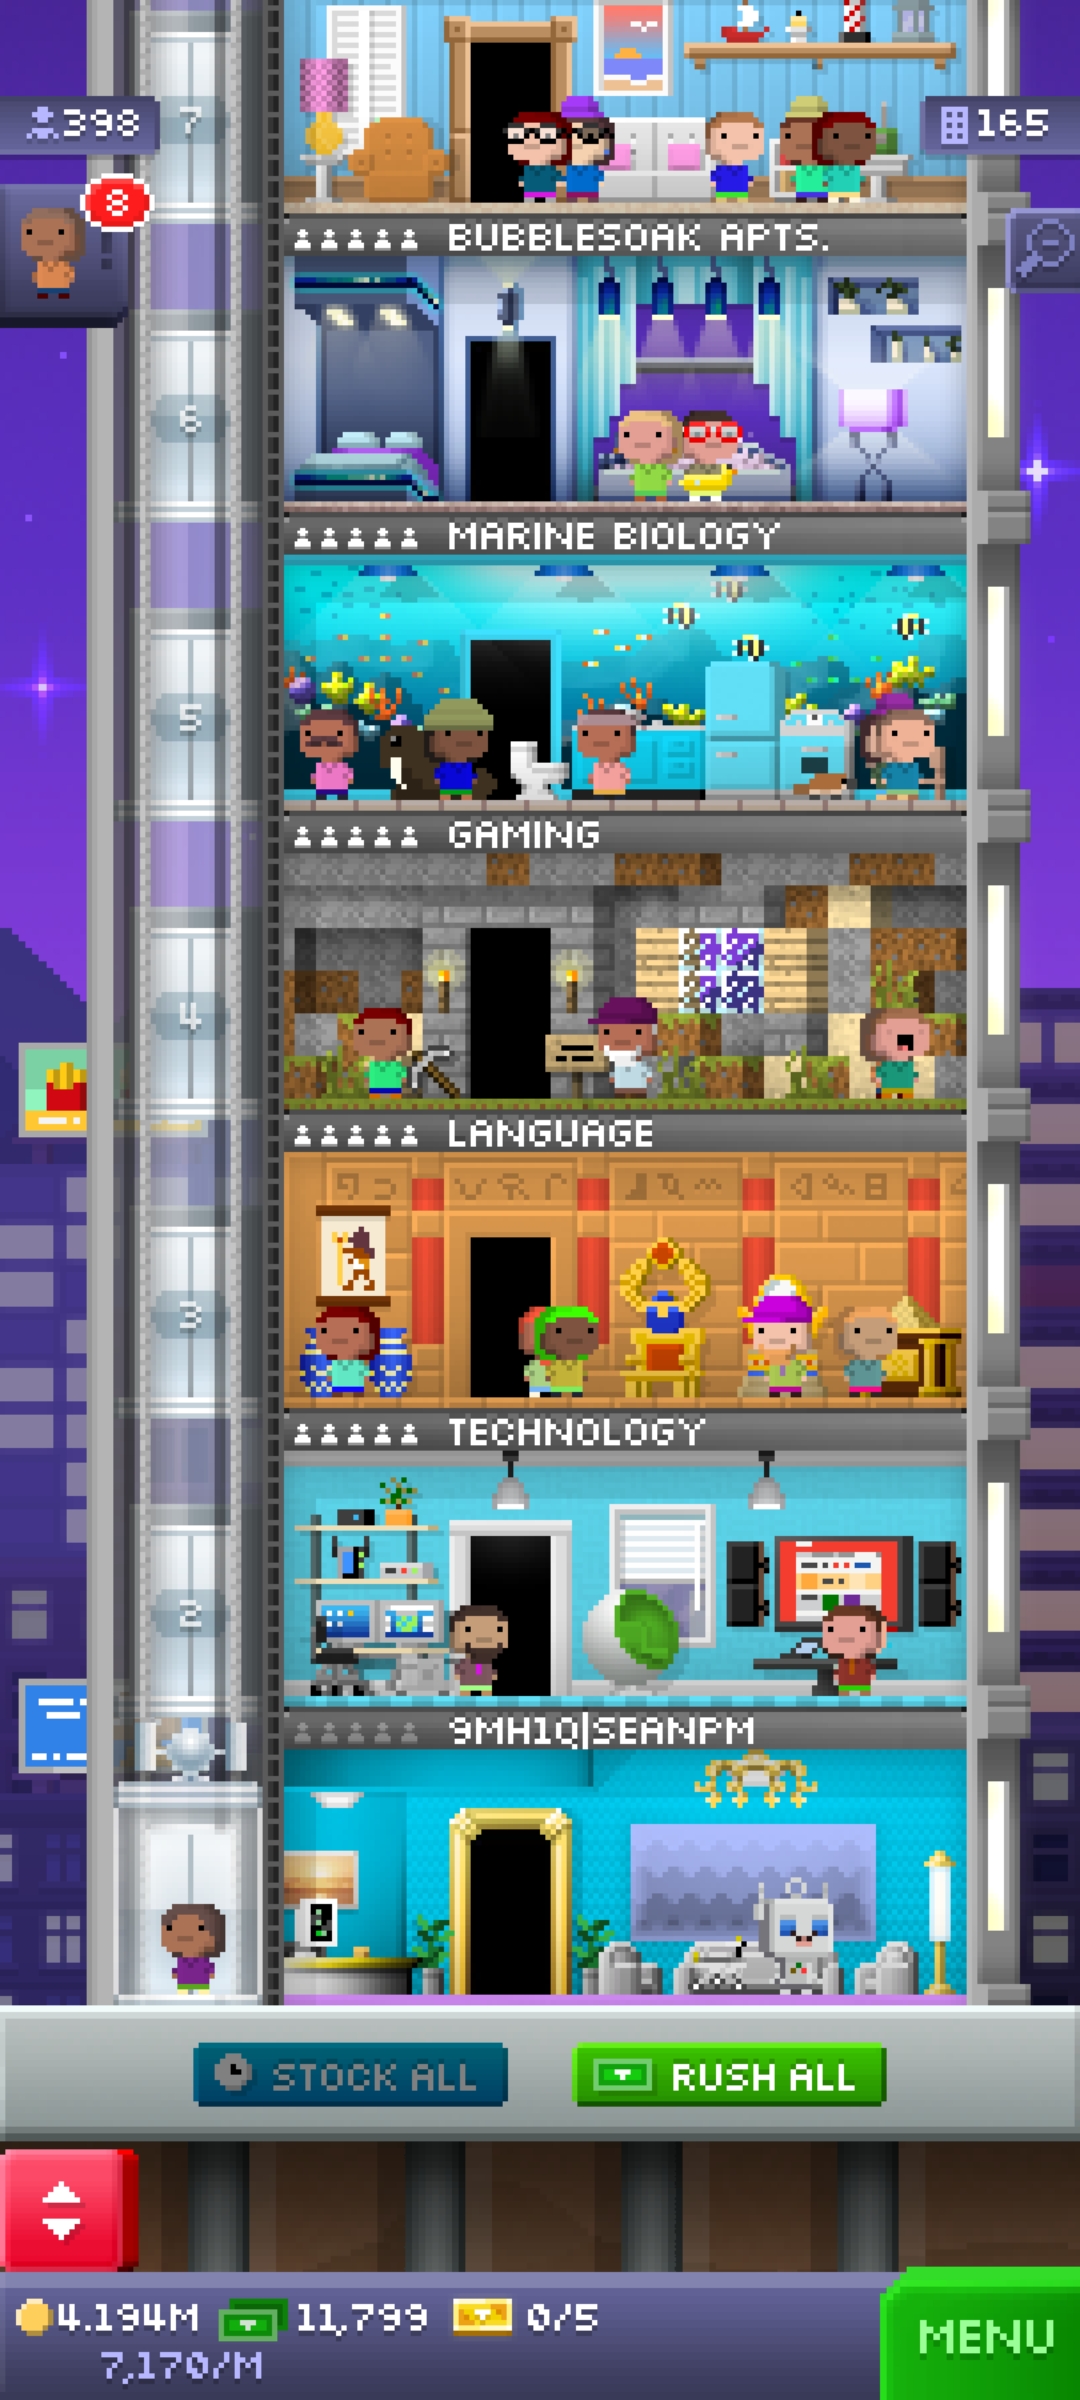 7
398
165
8
BUBBLESOAK APTS.
6
MARINE BIOLOGY
5
GAMING
4
LANGUAGE
3
TECHNOLOGY
2
9MH1Q|SEANPM
STOCK ALL
RUSH ALL
4.194M
11,799
0/5
7,170/M
MENU